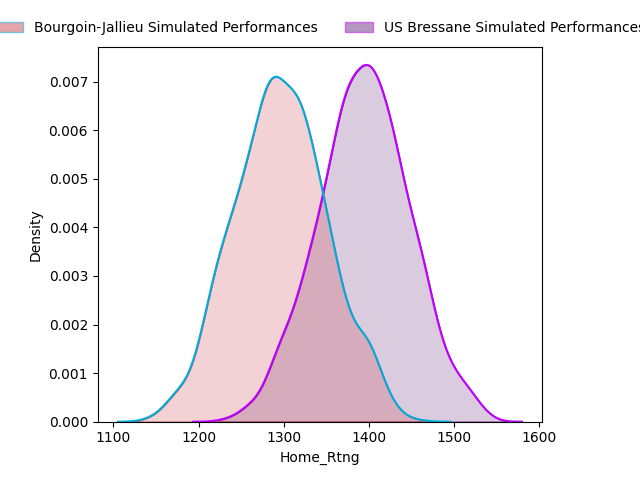 Bourgoin-Jallieu Simulated Performances US Bressane Simulated Performances
0.007
0.006
0.005
0.004
0.003
0.002
0.001
0.000
Density
1100 1200 1300 1400 1500 1600
Home_Rtng